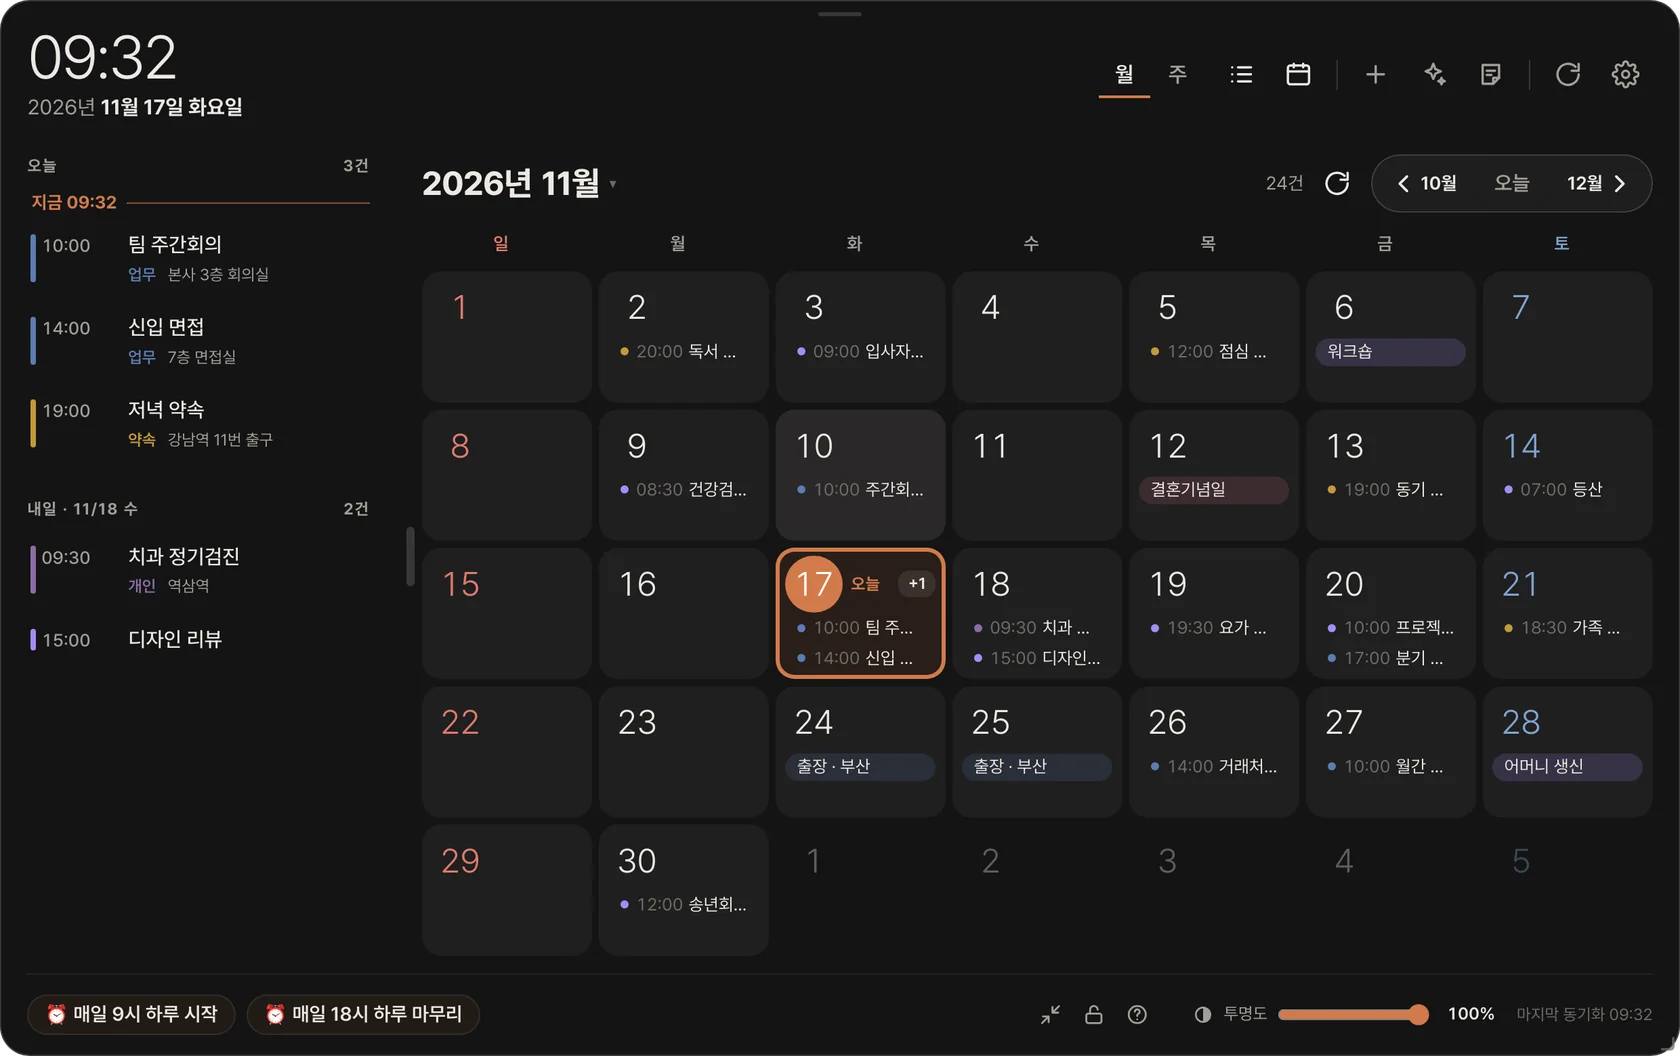 09:32
2026년 11월 17일 화요일
월 주
오늘 3건
지금 09:32
10:00 팀 주간회의
업무 본사 3층 회의실
14:00 신입 면접
업무 7층 면접실
19:00 저녁 약속
약속 강남역 11번 출구
내일 · 11/18 수 2건
09:30 치과 정기검진
개인 역삼역
15:00 디자인 리뷰
2026년 11월
24건
10월 오늘 12월
일 월 화 수 목 금 토
1 2 3 4 5 6 7
20:00 독서 ... 09:00 입사자... 12:00 점심 ... 워크숍
8 9 10 11 12 13 14
08:30 건강검... 10:00 주간회... 결혼기념일 19:00 동기 ... 07:00 등산
15 16 17 오늘 +1 18 19 20 21
10:00 팀 주... 09:30 치과 ... 19:30 요가 ... 10:00 프로젝... 18:30 가족 ...
14:00 신입 ... 15:00 디자인... 17:00 분기 ...
22 23 24 25 26 27 28
출장 · 부산 출장 · 부산 14:00 거래처... 10:00 월간 ... 어머니 생신
29 30 1 2 3 4 5
12:00 송년회...
매일 9시 하루 시작 매일 18시 하루 마무리
투명도 100% 마지막 동기화 09:32